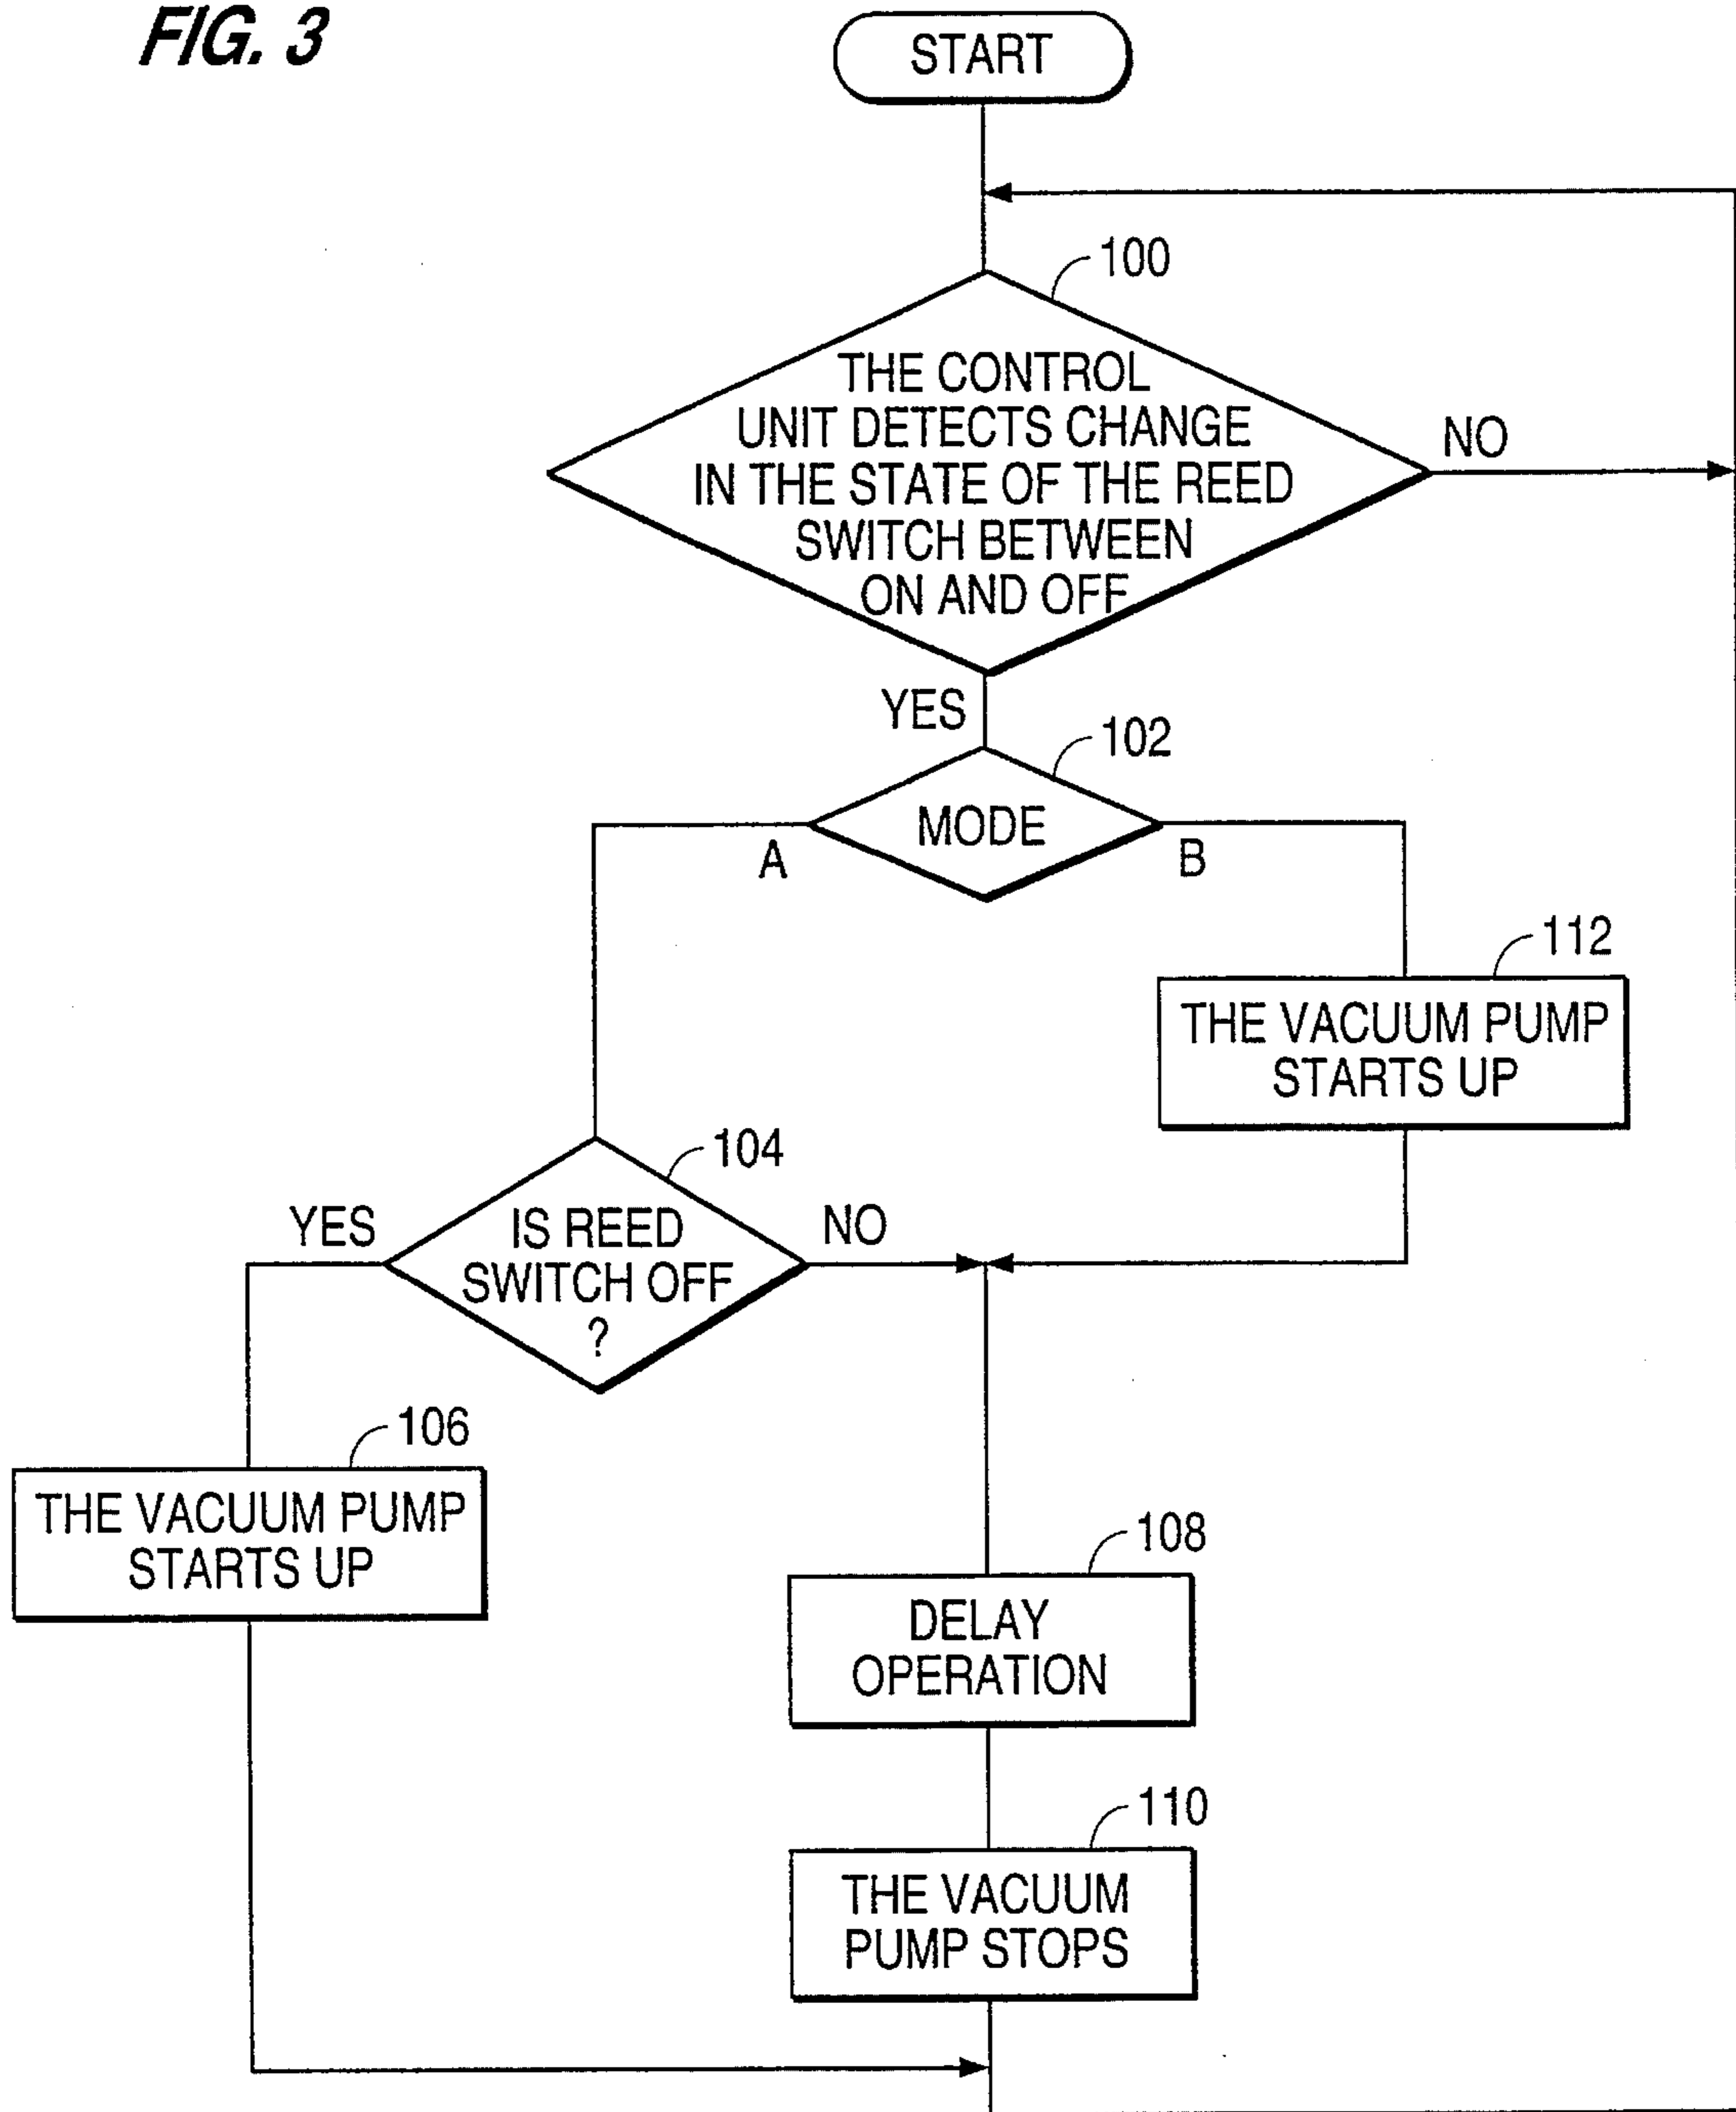 FIG. 3
START
100
THE CONTROL
UNIT DETECTS CHANGE
IN THE STATE OF THE REED
SWITCH BETWEEN
ON AND OFF
NO
YES
102
MODE
A
B
112
THE VACUUM PUMP
STARTS UP
104
YES
IS REED
SWITCH OFF
?
NO
106
THE VACUUM PUMP
STARTS UP
108
DELAY
OPERATION
110
THE VACUUM
PUMP STOPS